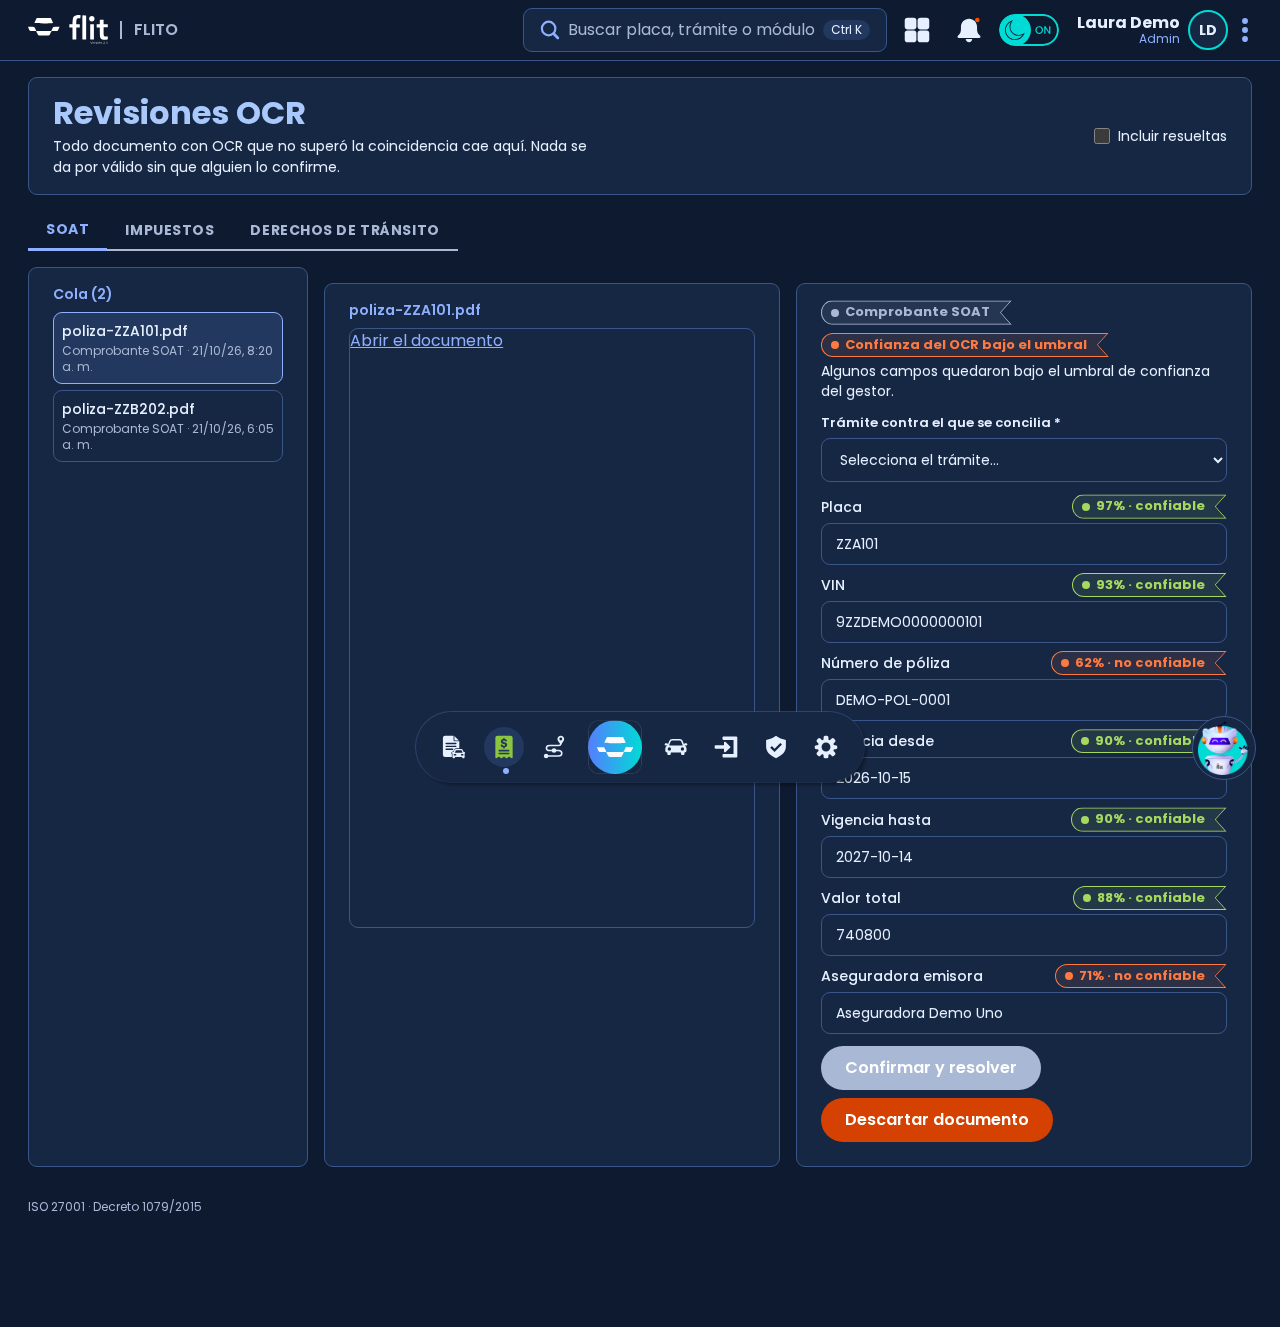 flit
FLITO
Buscar placa, trámite o módulo
Ctrl K
ON
Laura Demo
Admin
LD
Revisiones OCR
Todo documento con OCR que no superó la coincidencia cae aquí. Nada se
da por válido sin que alguien lo confirme.
Incluir resueltas
SOAT
IMPUESTOS
DERECHOS DE TRÁNSITO
Cola (2)
poliza-ZZA101.pdf
Comprobante SOAT · 21/10/26, 8:20
a. m.
poliza-ZZB202.pdf
Comprobante SOAT · 21/10/26, 6:05
a. m.
poliza-ZZA101.pdf
Abrir el documento
Comprobante SOAT
Confianza del OCR bajo el umbral
Algunos campos quedaron bajo el umbral de confianza
del gestor.
Trámite contra el que se concilia *
Selecciona el trámite...
Placa
97% · confiable
ZZA101
VIN
93% · confiable
9ZZDEMO0000000101
Número de póliza
62% · no confiable
DEMO-POL-0001
cia desde
90% · confiab
2026-10-15
Vigencia hasta
90% · confiable
2027-10-14
Valor total
88% · confiable
740800
Aseguradora emisora
71% · no confiable
Aseguradora Demo Uno
Confirmar y resolver
Descartar documento
ISO 27001 · Decreto 1079/2015